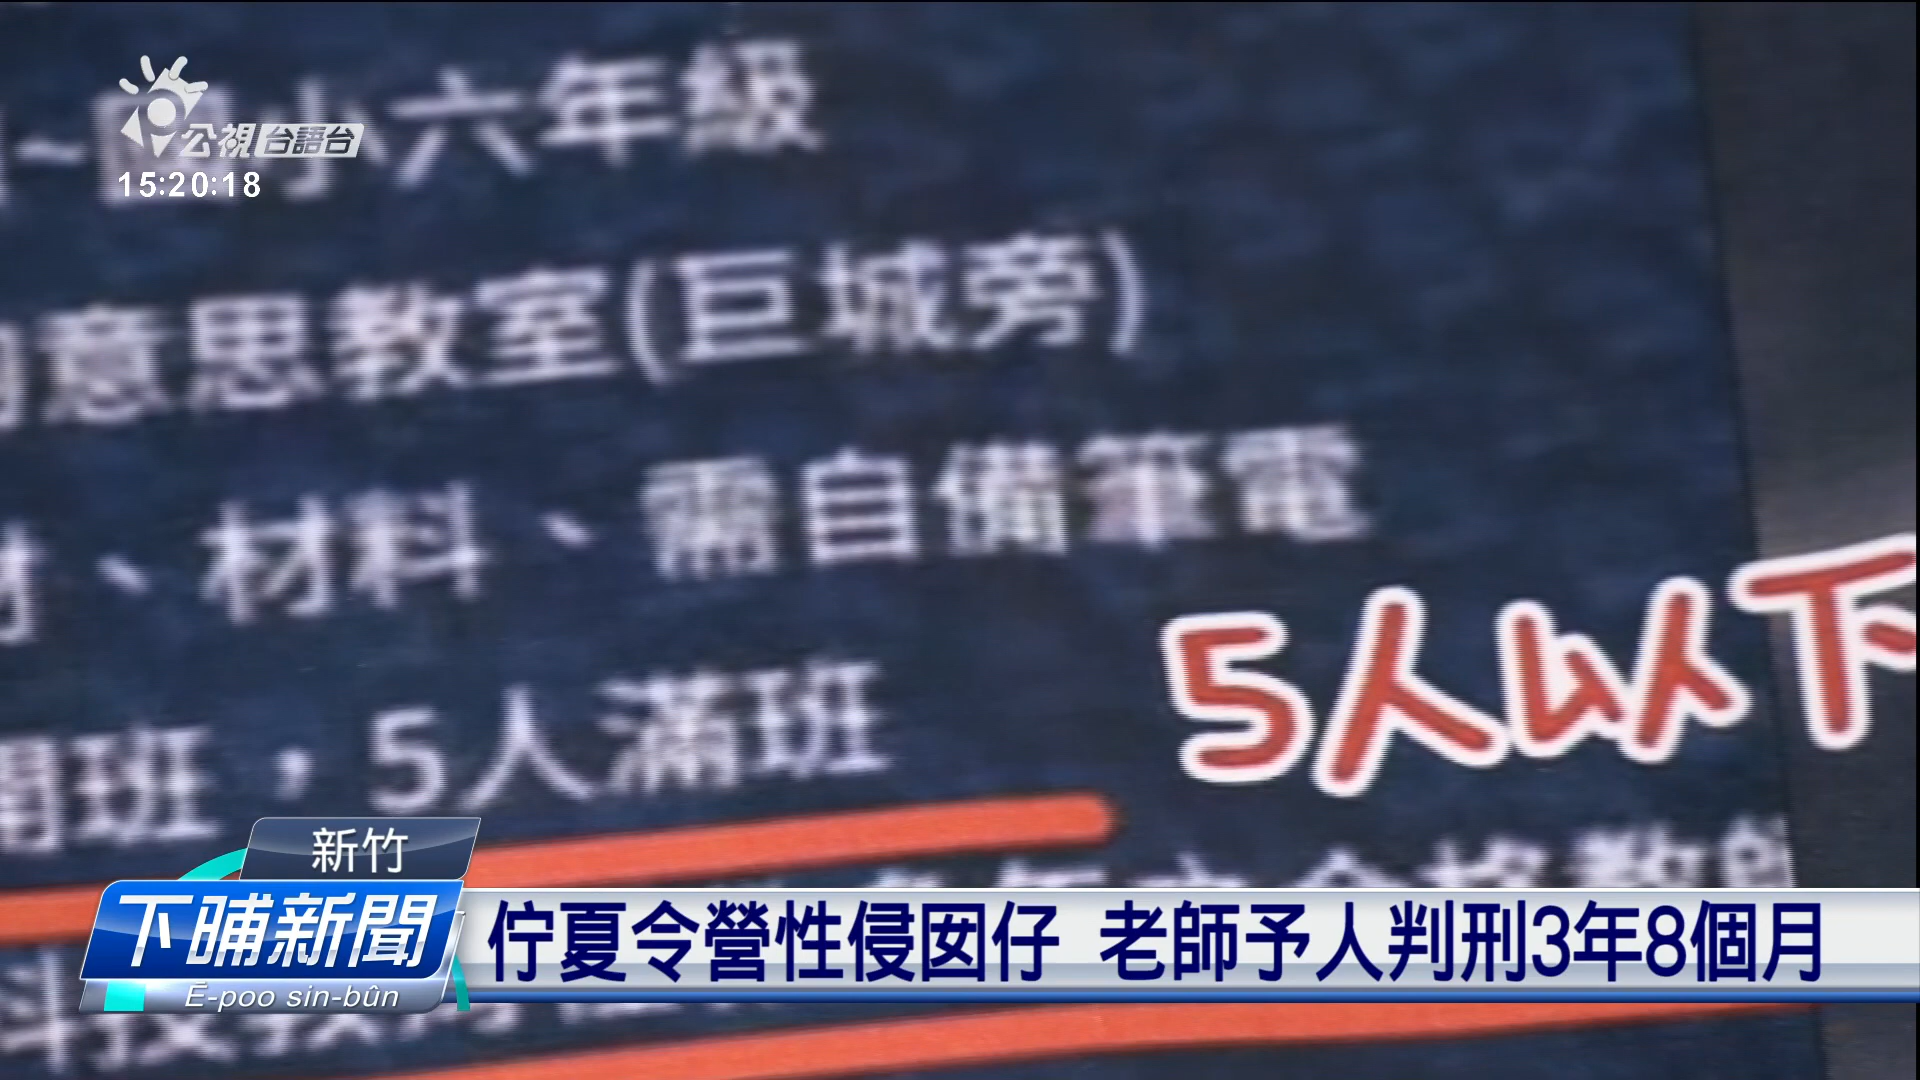 ~國小六年級
公視台語台
15:20:18
意思教室(巨城旁)
、材料、需自備筆電
開班,5人滿班
5人以下
新竹
下晡新聞
Ē-poo sin-bûn
佇夏令營性侵囡仔 老師予人判刑3年8個月